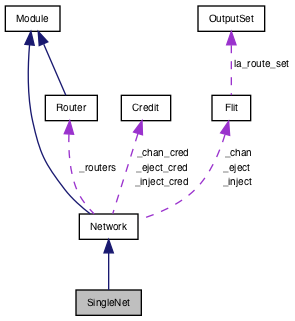 Module
OutputSet
la_route_set
Router
Credit
Flit
_routers
_chan_cred
_eject_cred
_inject_cred
_chan
_eject
_inject
Network
SingleNet